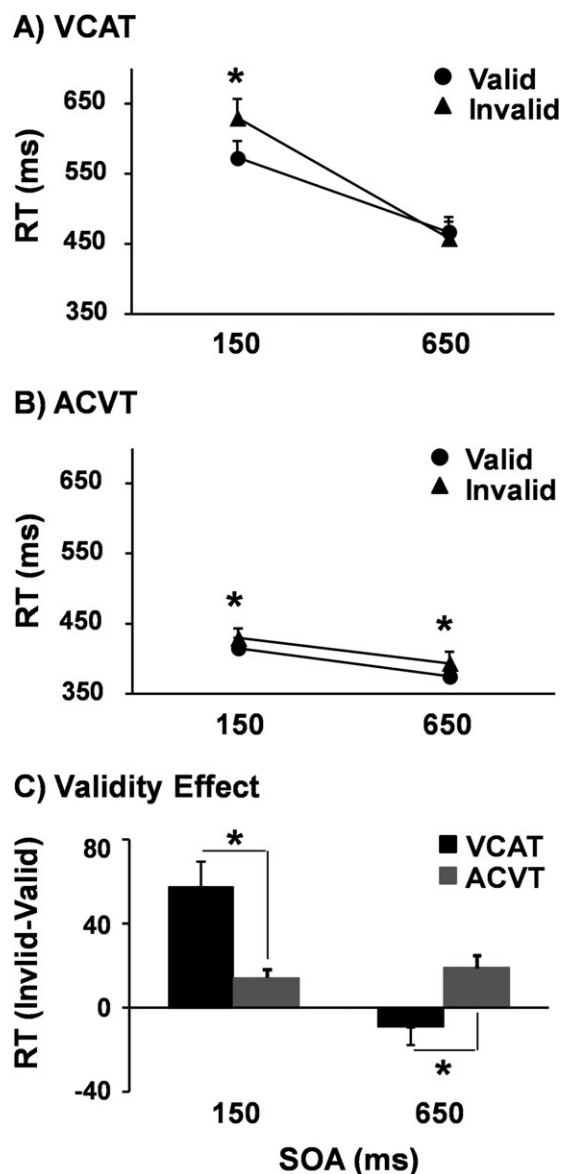 A) VCAT
*
Valid
Invalid
650
550
450
350
RT (ms)
150
650
B) ACVT
Valid
Invalid
650
550
450
350
RT (ms)
*
*
150
650
C) Validity Effect
80
40
0
-40
RT (Invlid-Valid)
*
VCAT
ACVT
*
150
650
SOA (ms)